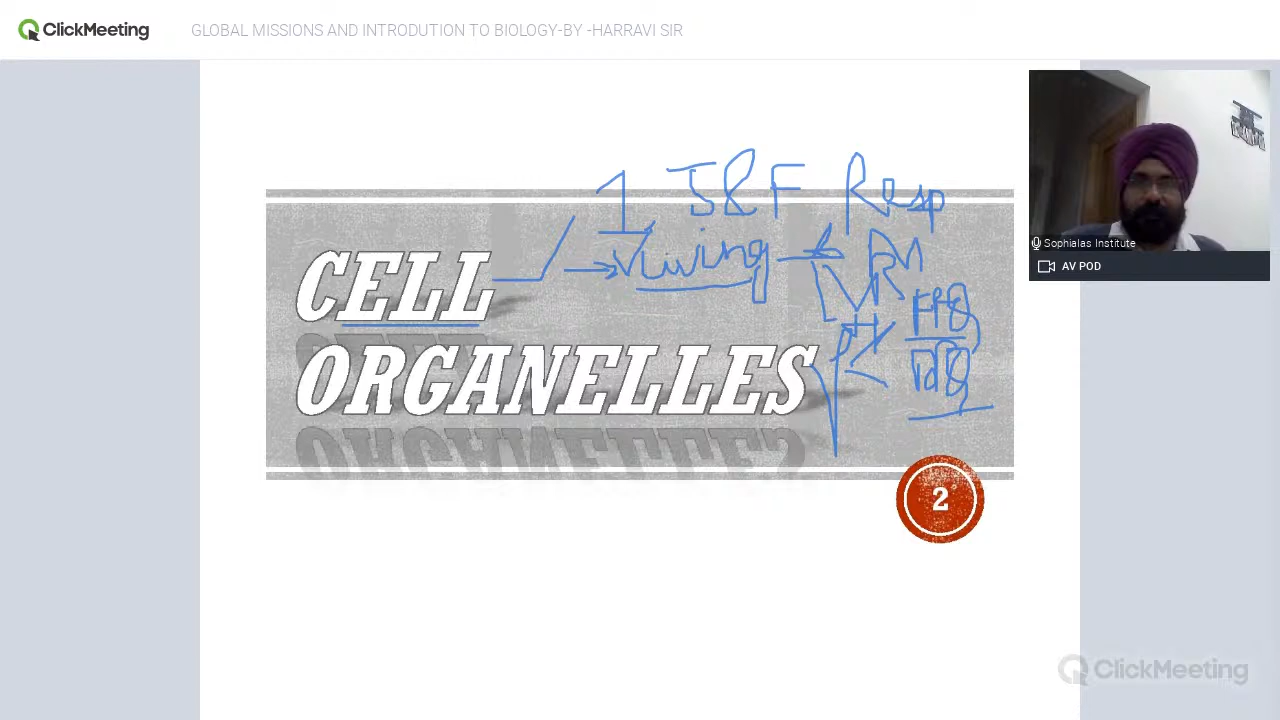 ClickMeeting
GLOBAL MISSIONS AND INTRODUTION TO BIOLOGY-BY -HARRAVI SIR
1 S&F Resp
Living
CELL
ORGANELLES
2
Sophialas Institute
AV POD
ClickMeeting